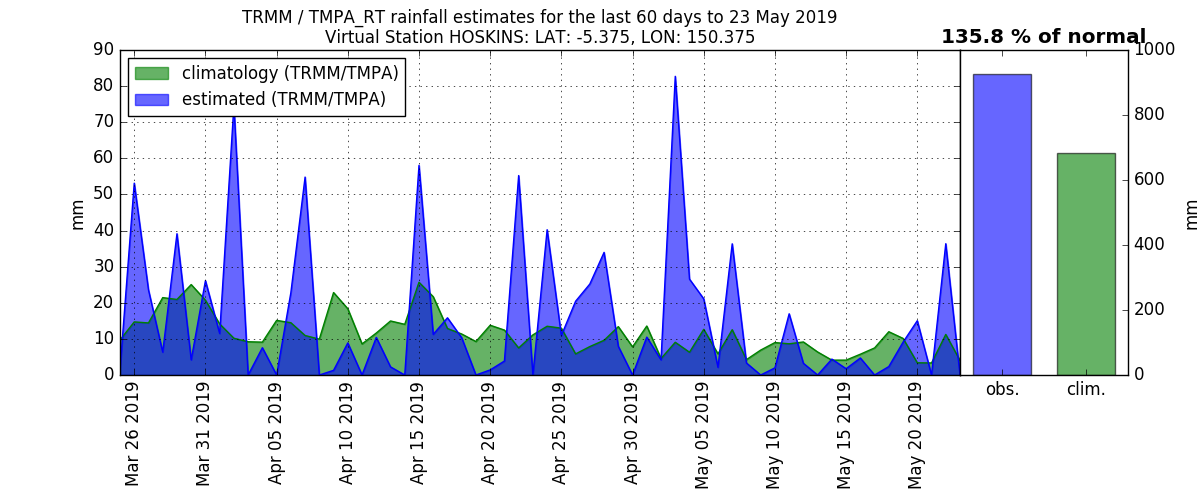 TRMM / TMPA_RT rainfall estimates for the last 60 days to 23 May 2019
Virtual Station HOSKINS: LAT: -5.375, LON: 150.375
135.8 % of normal
climatology (TRMM/TMPA)
estimated (TRMM/TMPA)
mm
90
80
70
60
50
40
30
20
10
0
Mar 26 2019
Mar 31 2019
Apr 05 2019
Apr 10 2019
Apr 15 2019
Apr 20 2019
Apr 25 2019
Apr 30 2019
May 05 2019
May 10 2019
May 15 2019
May 20 2019
1000
800
600
400
200
0
mm
obs.
clim.